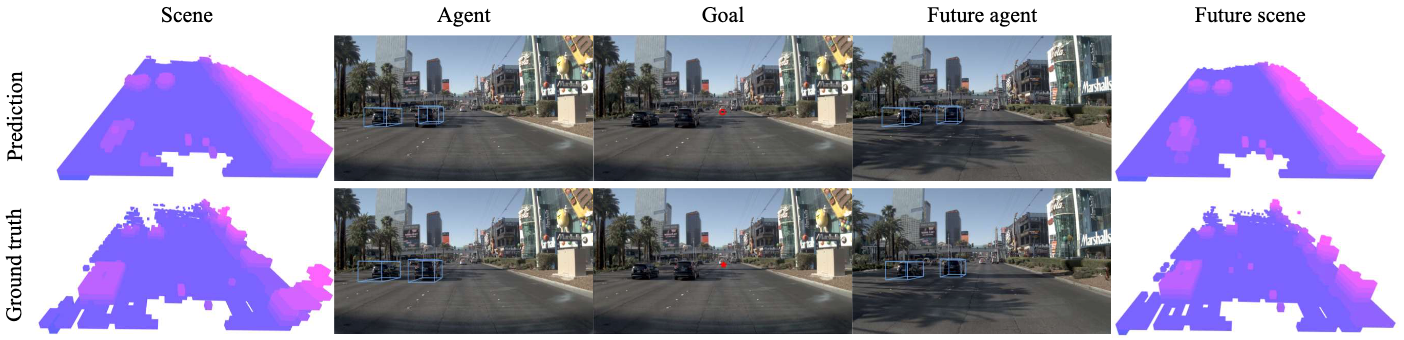 Scene Agent Goal Future agent Future scene
Prediction
Marshalls
Ground truth
Marshalls